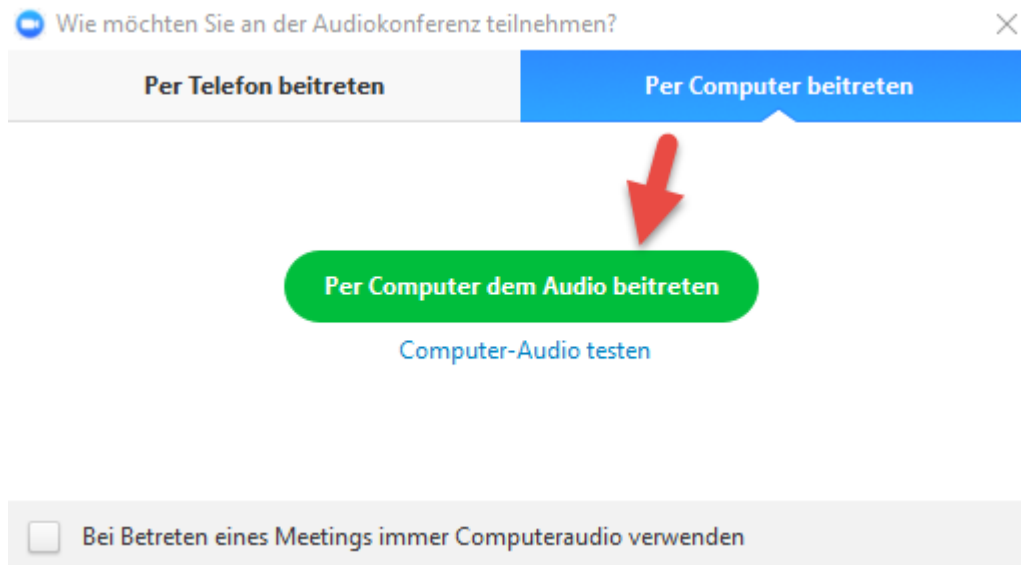 Wie möchten Sie an der Audiokonferenz teilnehmen?
Per Telefon beitreten
Per Computer beitreten
Per Computer dem Audio beitreten
Computer-Audio testen
Bei Betreten eines Meetings immer Computeraudio verwenden